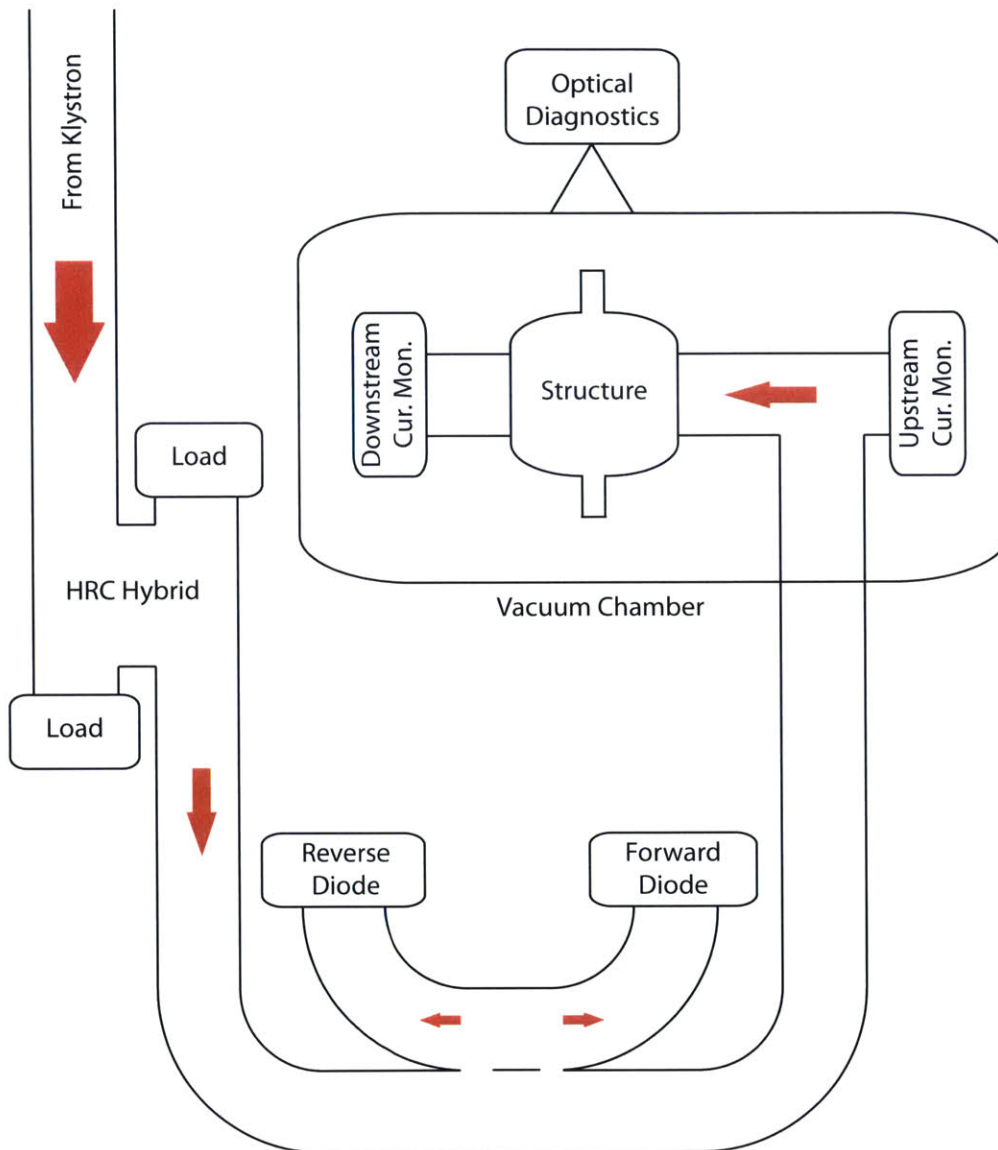 From Klystron
Optical
Diagnostics
Downstream
Cur. Mon.
Structure
Upstream
Cur. Mon.
Load
HRC Hybrid
Vacuum Chamber
Load
Reverse
Diode
Forward
Diode